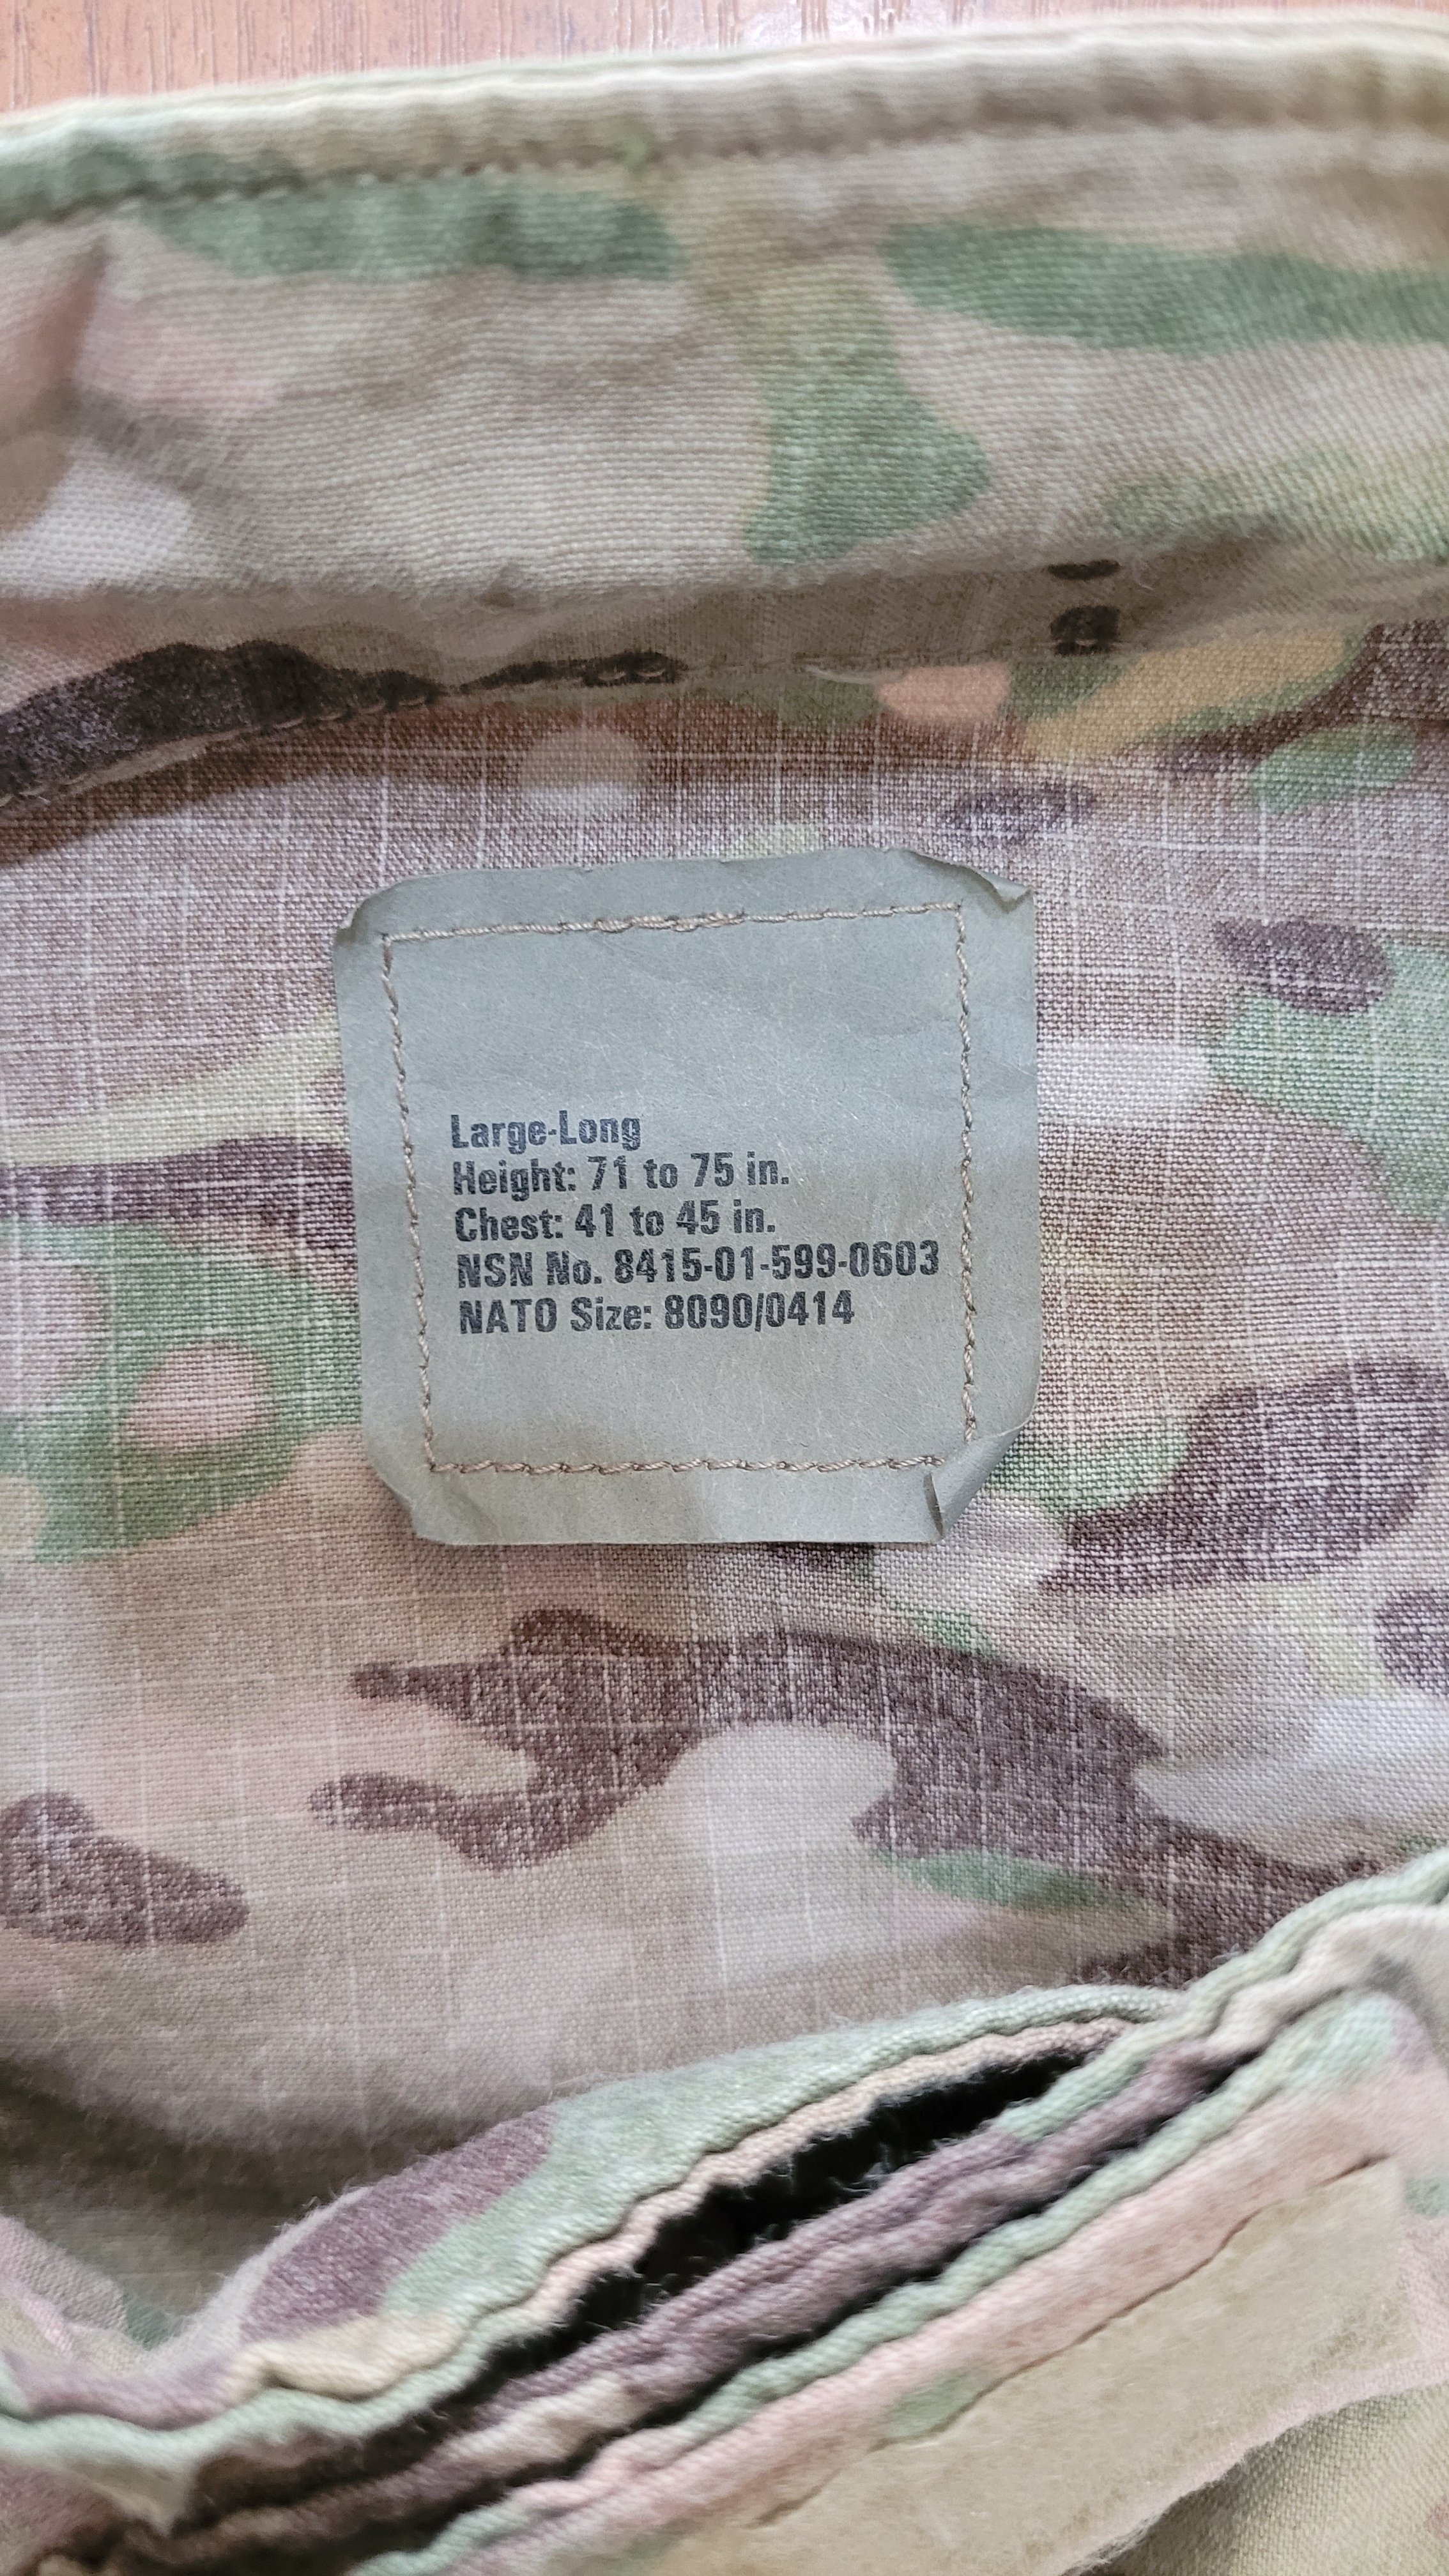 Large-Long
Height: 71 to 75 in.
Chest: 41 to 45 in.
NSN No. 8415-01-599-0603
NATO Size: 8090/0414